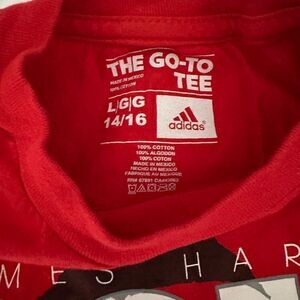 THE GO-TO
TEE
MADE IN MEXICO
100% COTTON
L|G|G
14/16
adidas
100% COTTON
100% ALGODON
100% COTTON
MADE IN MEXICO
HECHO EN MEXICO
FABRIQUE AU MEXIQUE
MES HAR